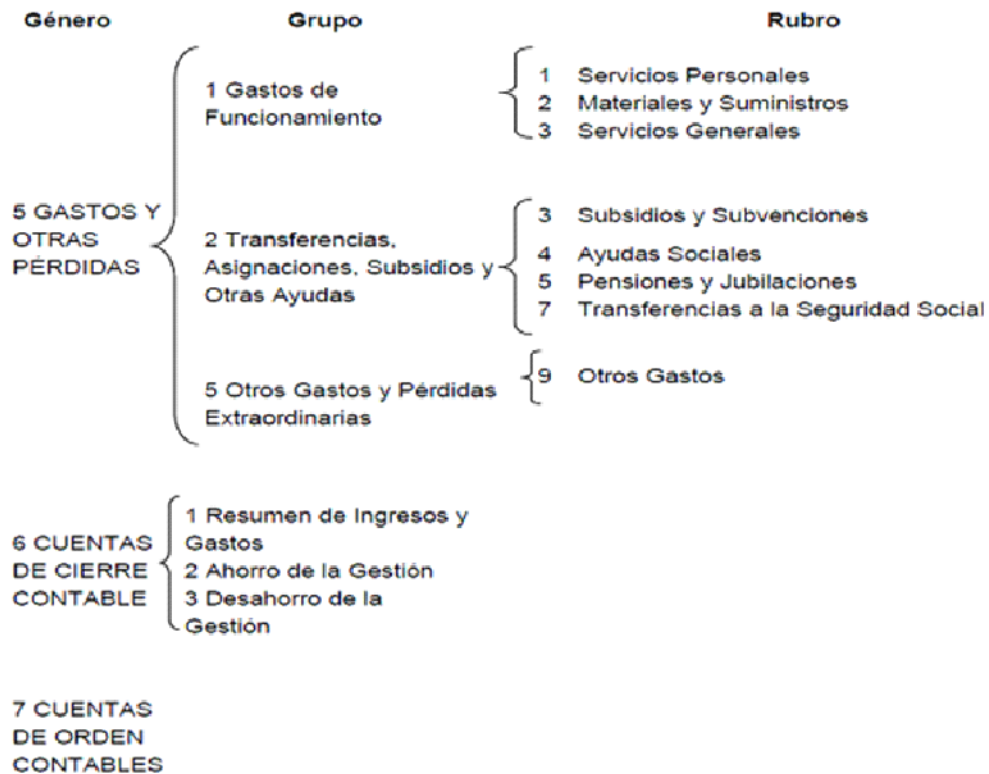 Género Grupo Rubro
1 Gastos de
Funcionamiento
1 Servicios Personales
2 Materiales y Suministros
3 Servicios Generales
5 GASTOS Y
OTRAS
PÉRDIDAS
2 Transferencias,
Asignaciones, Subsidios y
Otras Ayudas
3 Subsidios y Subvenciones
4 Ayudas Sociales
5 Pensiones y Jubilaciones
7 Transferencias a la Seguridad Social
5 Otros Gastos y Pérdidas
Extraordinarias
9 Otros Gastos
6 CUENTAS
DE CIERRE
CONTABLE
1 Resumen de Ingresos y
Gastos
2 Ahorro de la Gestión
3 Desahorro de la
Gestión
7 CUENTAS
DE ORDEN
CONTABLES